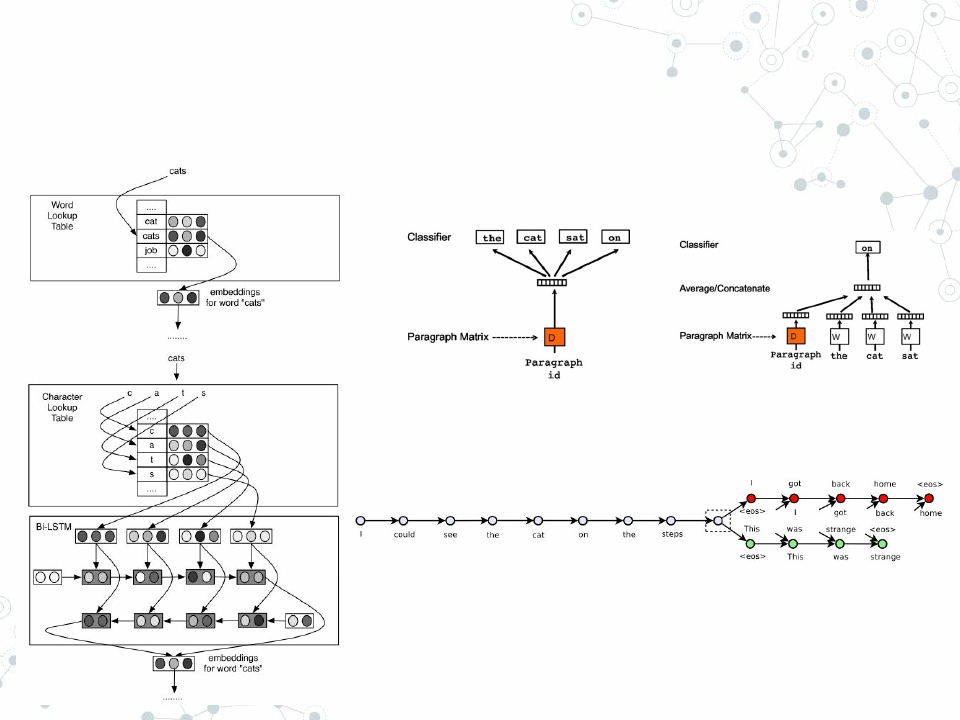 cats
Word
Lookup
Table
....
cat
cats
job
....
embeddings
for word "cats"
........
cats
Character
Lookup
Table
c a t s
....
c
a
t
s
....
Bi-LSTM
embeddings
for word "cats"
........
Classifier
the cat sat on
Paragraph Matrix
D
Paragraph
id
Classifier
on
Average/Concatenate
Paragraph Matrix
D W W W
Paragraph
id
the cat sat
I could see the cat on the steps
I got back home <eos>
<eos> I got back home
This was strange <eos>
<eos> This was strange